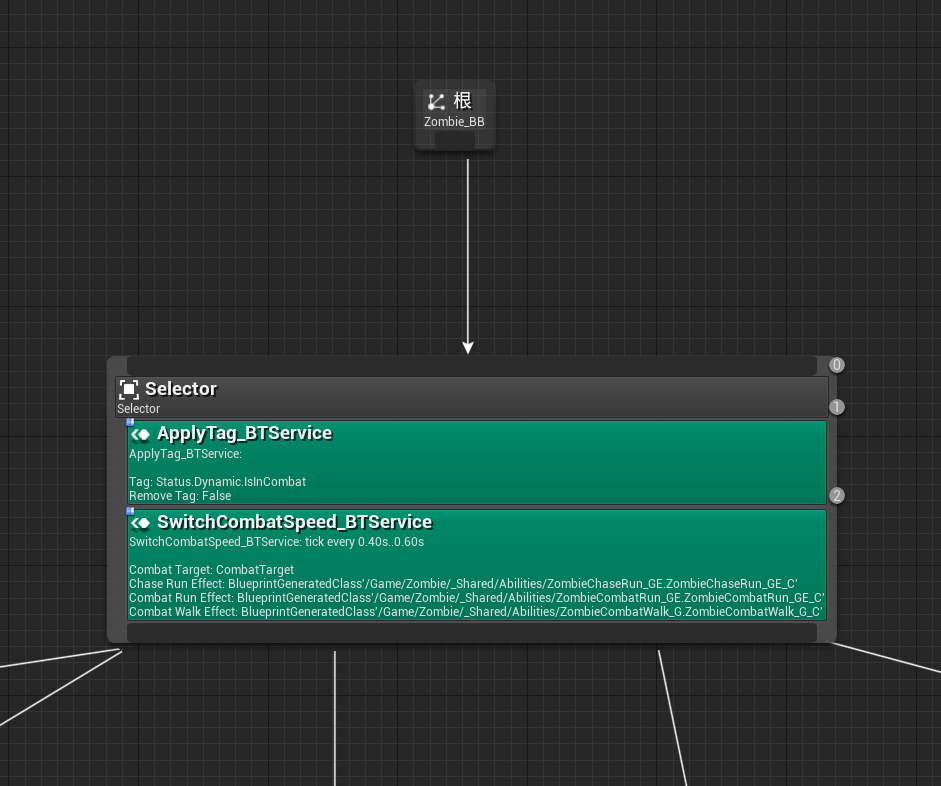 根
Zombie_BB
0
Selector
Selector
1
ApplyTag_BTService
ApplyTag_BTService:
Tag: Status.Dynamic.IsInCombat
Remove Tag: False
2
SwitchCombatSpeed_BTService
SwitchCombatSpeed_BTService: tick every 0.40s..0.60s
Combat Target: CombatTarget
Chase Run Effect: BlueprintGeneratedClass'/Game/Zombie/_Shared/Abilities/ZombieChaseRun_GE.ZombieChaseRun_GE_C'
Combat Run Effect: BlueprintGeneratedClass'/Game/Zombie/_Shared/Abilities/ZombieCombatRun_GE.ZombieCombatRun_GE_C'
Combat Walk Effect: BlueprintGeneratedClass'/Game/Zombie/_Shared/Abilities/ZombieCombatWalk_G.ZombieCombatWalk_G_C'